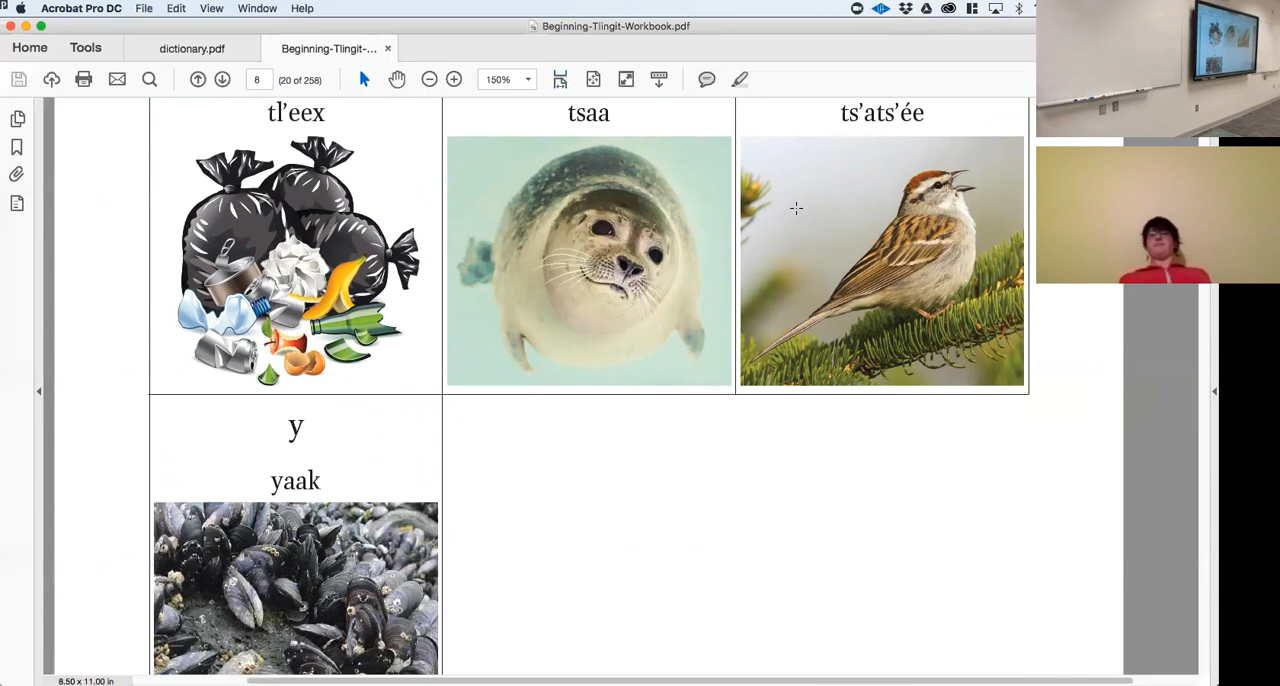 Acrobat Pro DC File Edit View Window Help
Beginning-Tlingit-Workbook.pdf
Home Tools dictionary.pdf Beginning-Tlingit-... ×
8 (20 of 258) 150%
tl’eex tsaa ts’ats’ée
y
yaak
8.50 x 11.00 in